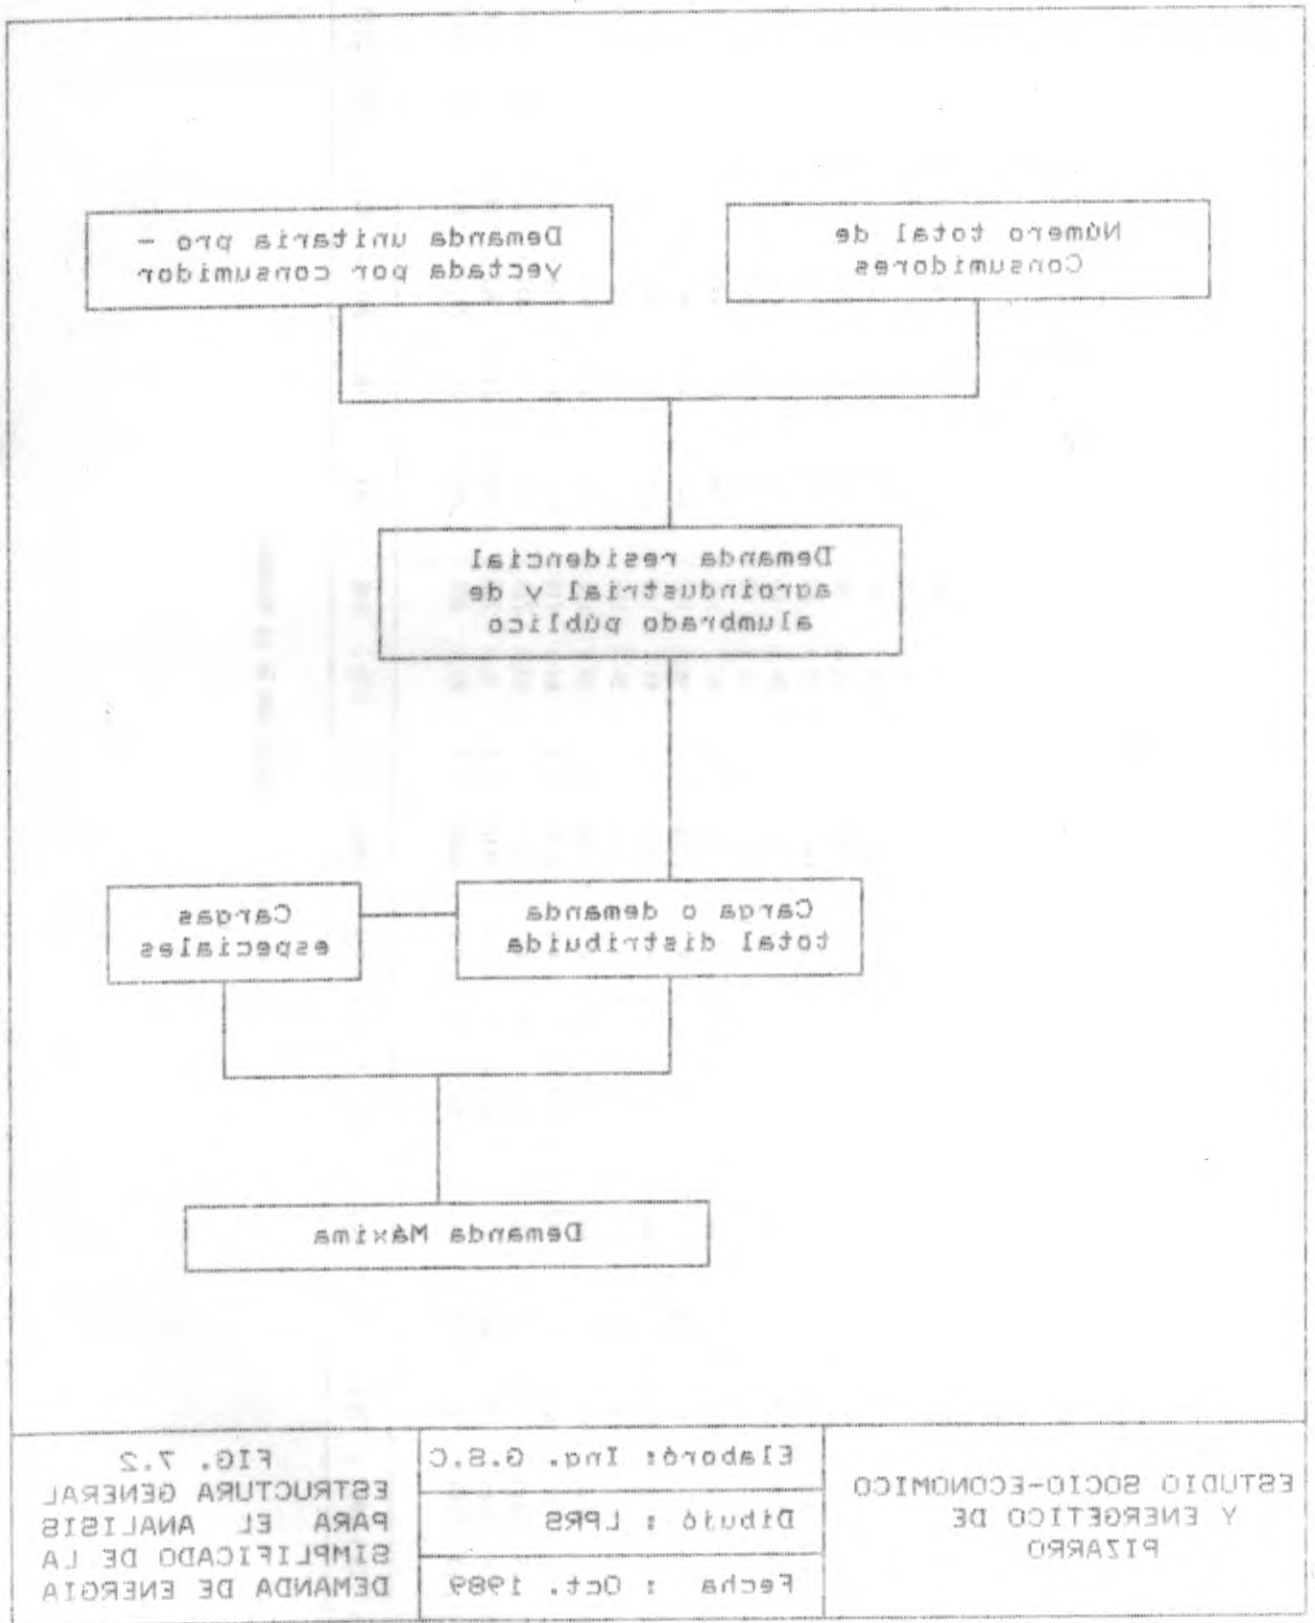 Número total de
Consumidores
Demanda unitaria pro -
yectada por consumidor
Demanda residencial
agroindustrial y de
alumbrado público
Carga o demanda
total distribuida
Cargas
especiales
Demanda Máxima
ESTUDIO SOCIO-ECONOMICO
Y ENERGETICO DE
PIZARRO
Elaboró: Ing. G.S.C
Dibujó : LPRS
Fecha : Oct. 1989
FIG. 7.2
ESTRUCTURA GENERAL
PARA EL ANALISIS
SIMPLIFICADO DE LA
DEMANDA DE ENERGIA